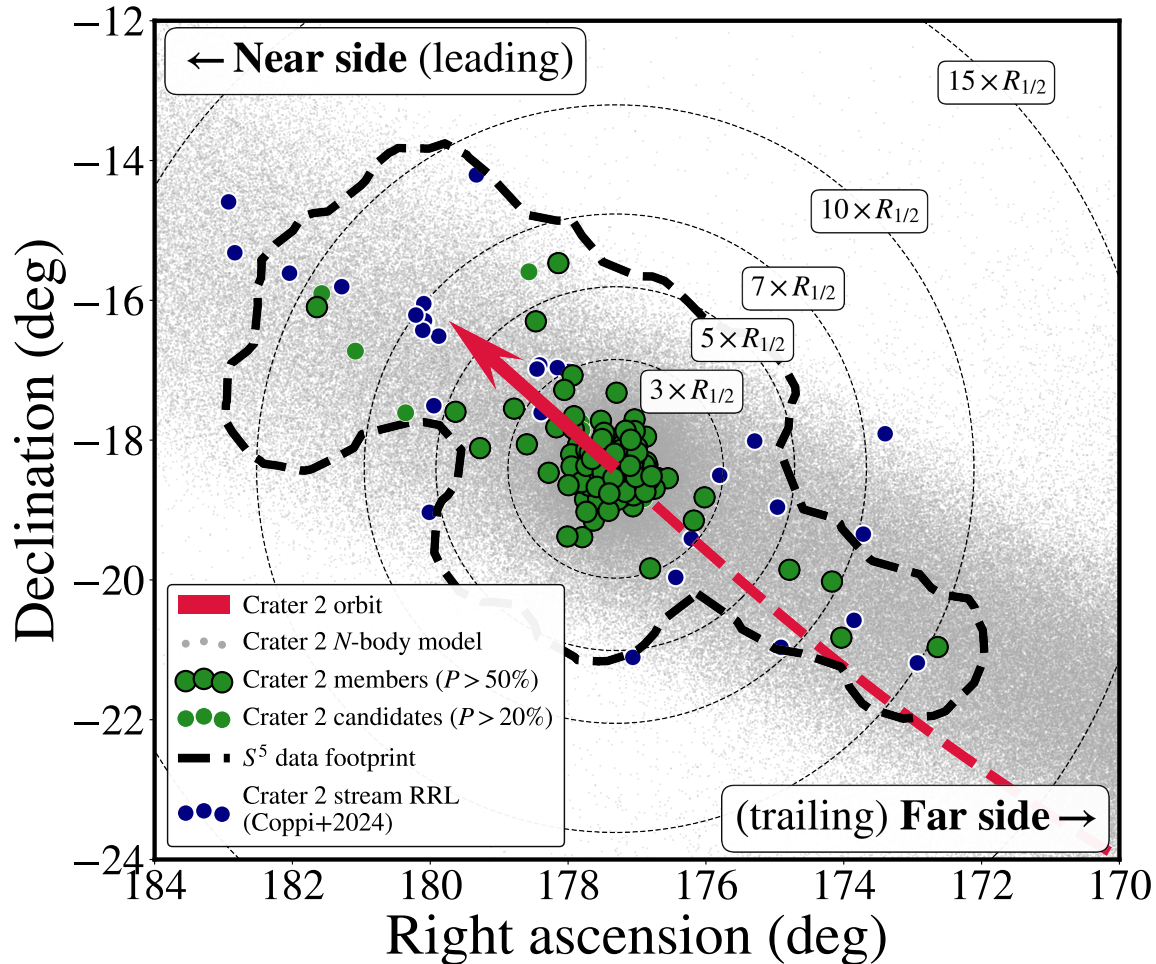 ← Near side (leading)
15 × R1/2
10 × R1/2
7 × R1/2
5 × R1/2
3 × R1/2
Crater 2 orbit
Crater 2 N-body model
Crater 2 members (P > 50%)
Crater 2 candidates (P > 20%)
S⁵ data footprint
Crater 2 stream RRL
(Coppi+2024)
(trailing) Far side →
−12
−14
−16
−18
−20
−22
−24
Declination (deg)
184 182 180 178 176 174 172 170
Right ascension (deg)